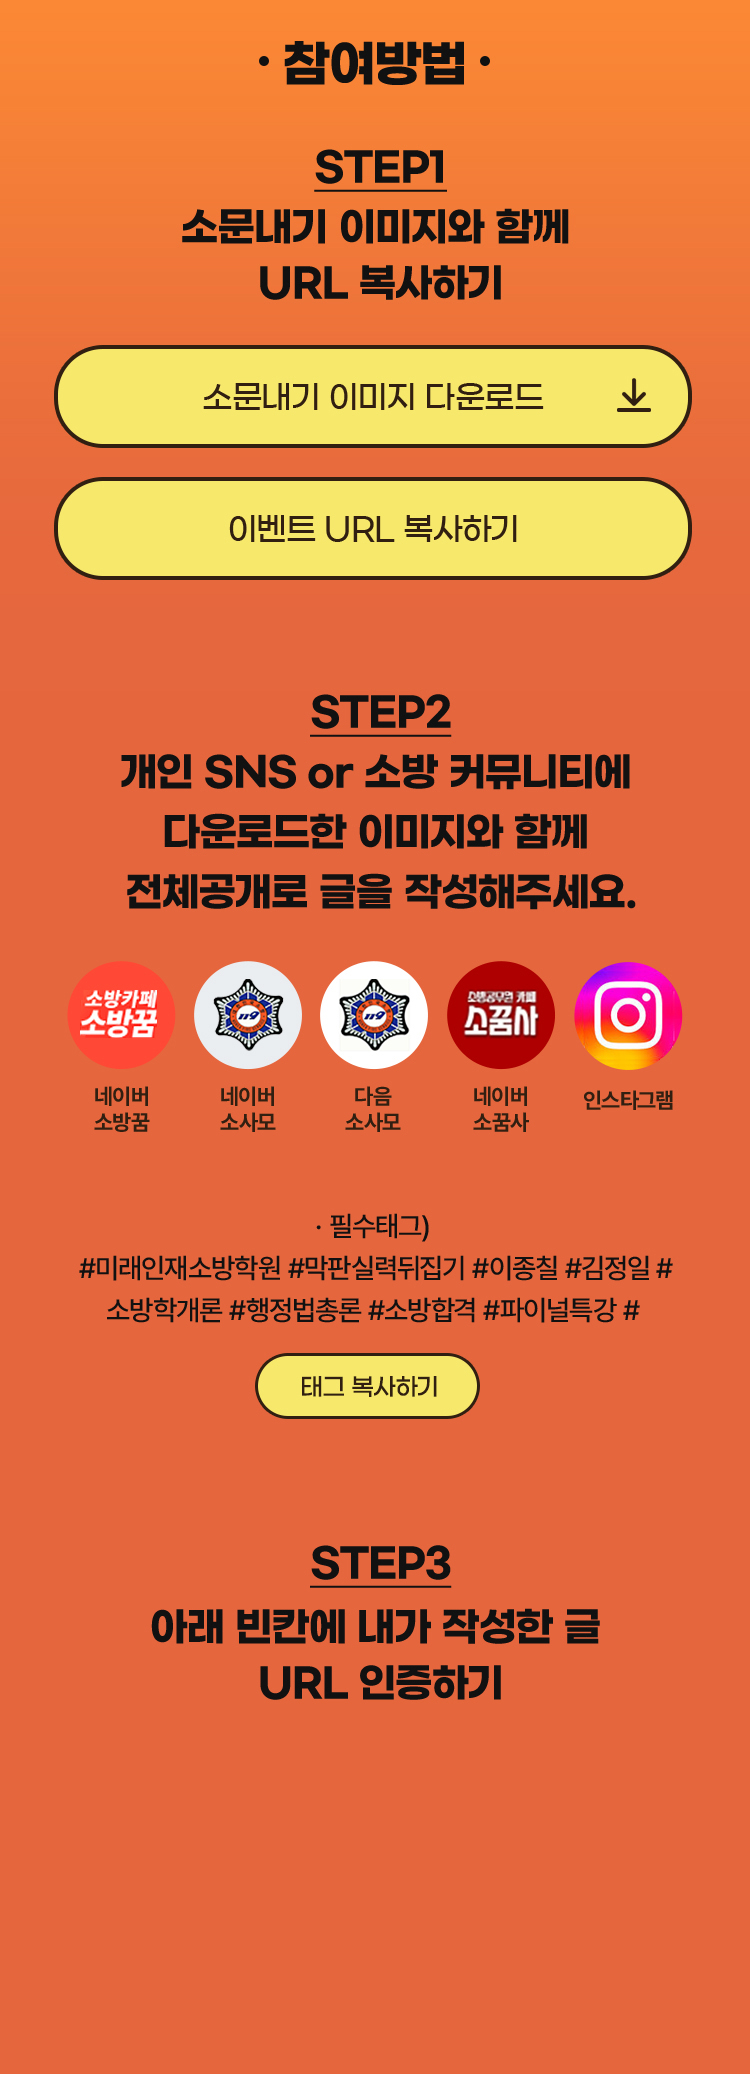 · 참여방법 ·
STEP1
소문내기 이미지와 함께
URL 복사하기
소문내기 이미지 다운로드
이벤트 URL 복사하기
STEP2
개인 SNS or 소방 커뮤니티에
다운로드한 이미지와 함께
전체공개로 글을 작성해주세요.
소방카페
소방꿈
119
119
소방공무원 카페
소꿈사
네이버
소방꿈
네이버
소사모
다음
소사모
네이버
소꿈사
인스타그램
· 필수태그)
#미래인재소방학원 #막판실력뒤집기 #이종칠 #김정일 #
소방학개론 #행정법총론 #소방합격 #파이널특강 #
태그 복사하기
STEP3
아래 빈칸에 내가 작성한 글
URL 인증하기